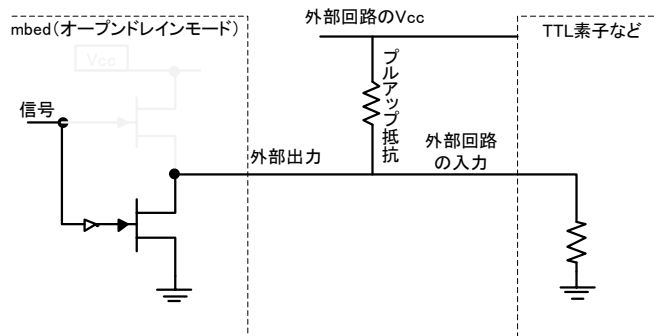 mbed(オープンドレインモード)
外部回路のVcc
TTL素子など
Vcc
プルアップ抵抗
信号
外部出力
外部回路
の入力